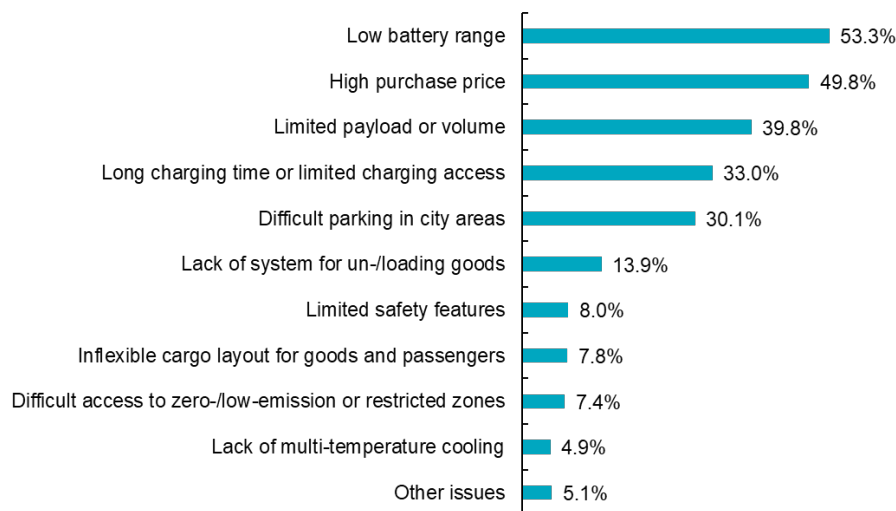 Low battery range 53.3%
High purchase price 49.8%
Limited payload or volume 39.8%
Long charging time or limited charging access 33.0%
Difficult parking in city areas 30.1%
Lack of system for un-/loading goods 13.9%
Limited safety features 8.0%
Inflexible cargo layout for goods and passengers 7.8%
Difficult access to zero-/low-emission or restricted zones 7.4%
Lack of multi-temperature cooling 4.9%
Other issues 5.1%